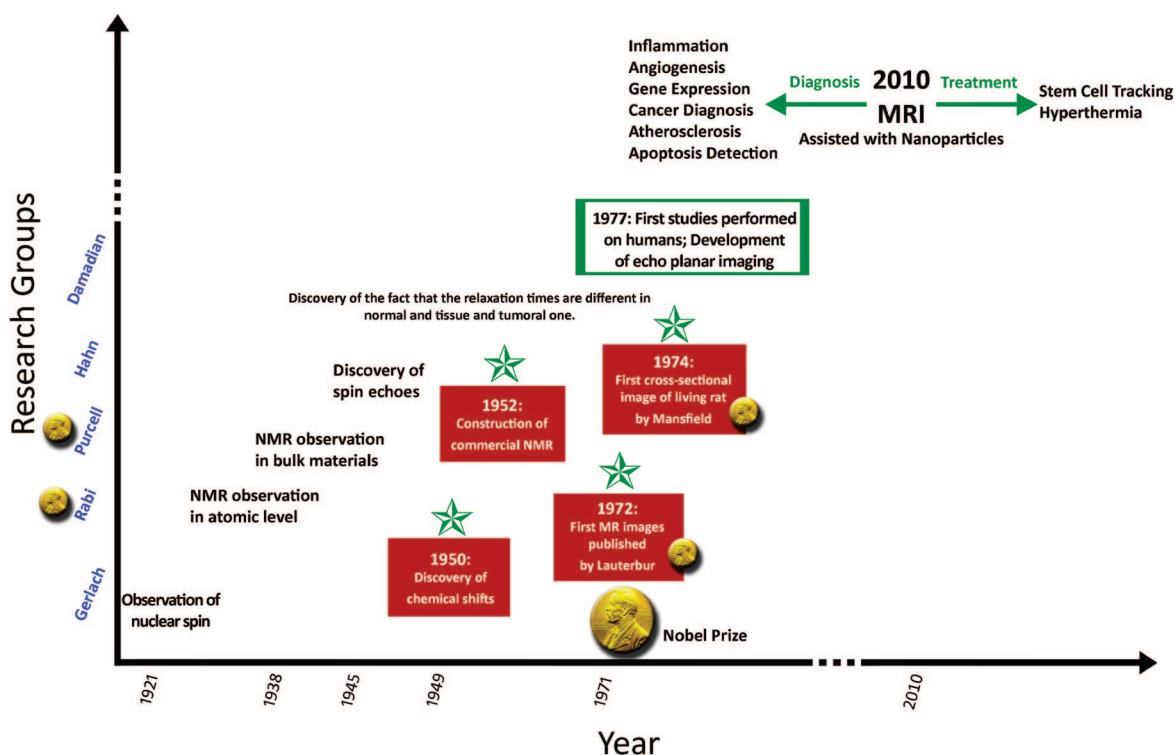 Inflammation
Angiogenesis
Gene Expression
Cancer Diagnosis
Atherosclerosis
Apoptosis Detection
Diagnosis
2010
MRI
Treatment
Assisted with Nanoparticles
Stem Cell Tracking
Hyperthermia
1977: First studies performed
on humans; Development
of echo planar imaging
Discovery of the fact that the relaxation times are different in
normal and tissue and tumoral one.
Discovery of
spin echoes
1952:
Construction of
commercial NMR
1974:
First cross-sectional
image of living rat
by Mansfield
NMR observation
in bulk materials
NMR observation
in atomic level
1950:
Discovery of
chemical shifts
1972:
First MR images
published
by Lauterbur
Observation of
nuclear spin
Nobel Prize
Research Groups
Damadian
Hahn
Purcell
Rabi
Gerlach
1921
1938
1945
1949
1971
2010
Year